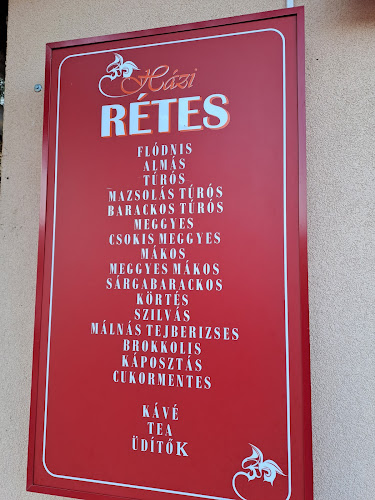 Házi
RÉTES
FLÓDNIS
ALMÁS
TÚRÓS
MAZSOLÁS TÚRÓS
BARACKOS TÚRÓS
MEGGYES
CSOKIS MEGGYES
MÁKOS
MEGGYES MÁKOS
SÁRGABARACKOS
KÖRTÉS
SZILVÁS
MÁLNÁS TEJBERIZSES
BROKKOLIS
KÁPOSZTÁS
CUKORMENTES
KÁVÉ
TEA
ÜDÍTŐK